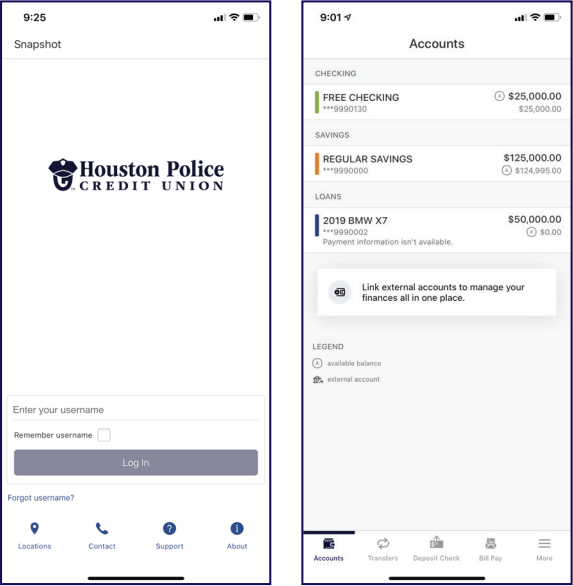 9:25
Snapshot
Houston Police
CREDIT UNION
Enter your username
Remember username
Log In
Forgot username?
Locations
Contact
Support
About
9:01
Accounts
CHECKING
FREE CHECKING
A $25,000.00
***9990130
$25,000.00
SAVINGS
REGULAR SAVINGS
$125,000.00
***9990000
A $124,995.00
LOANS
2019 BMW X7
$50,000.00
***9990002
A $0.00
Payment information isn't available.
Link external accounts to manage your
finances all in one place.
LEGEND
A available balance
external account
Accounts
Transfers
Deposit Check
Bill Pay
More